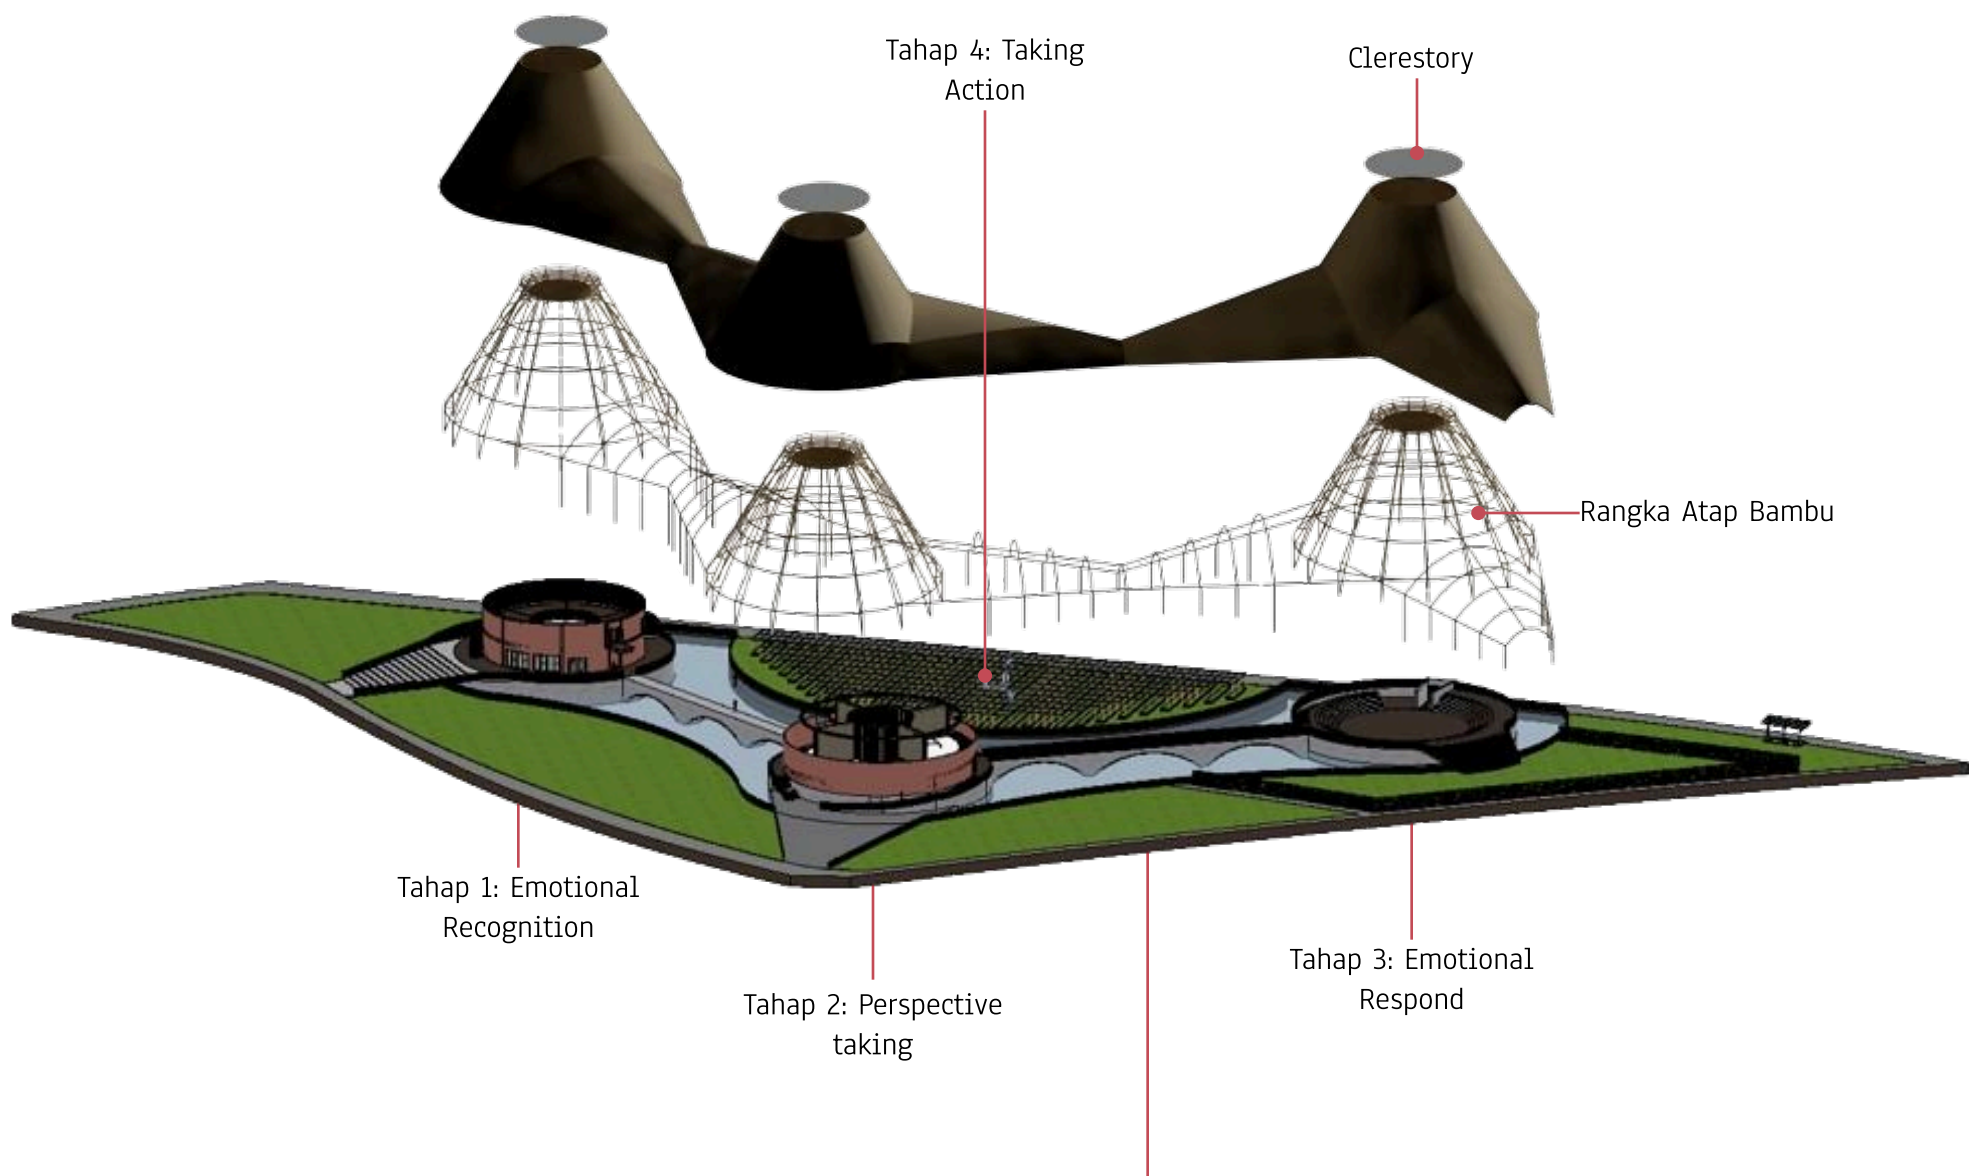 Tahap 4: Taking
Action
Clerestory
Rangka Atap Bambu
Tahap 1: Emotional
Recognition
Tahap 2: Perspective
taking
Tahap 3: Emotional
Respond